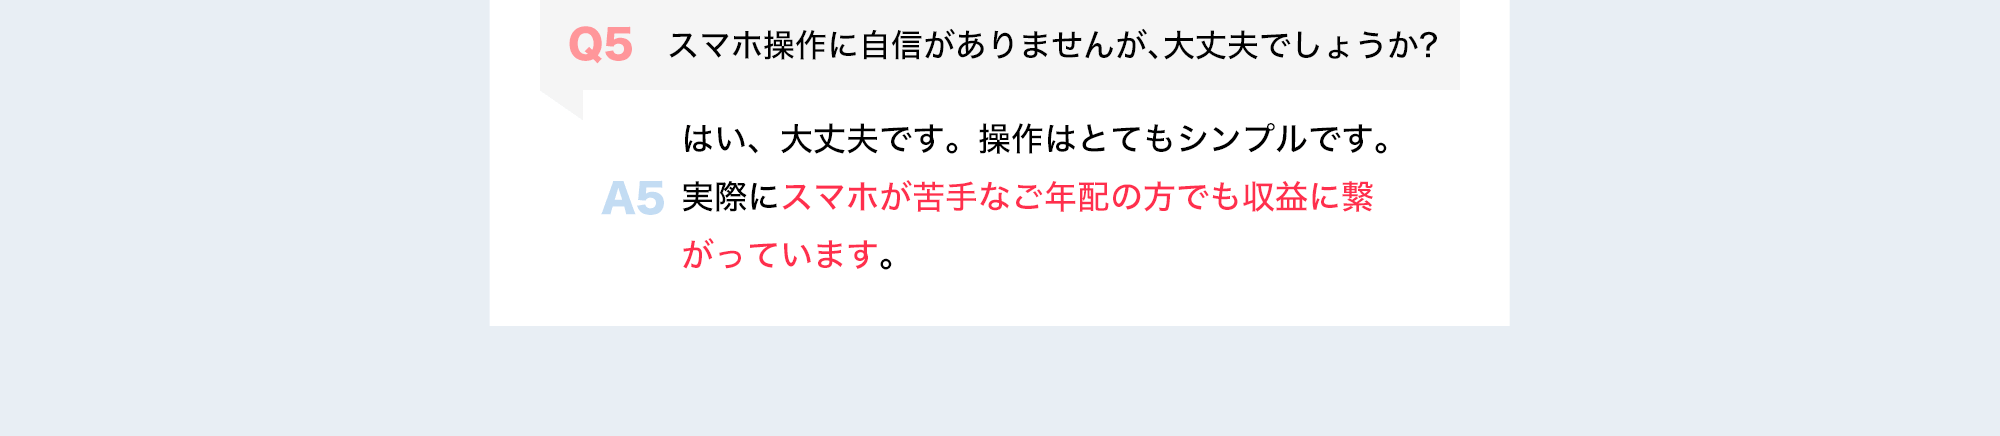 Q5 スマホ操作に自信がありませんが、大丈夫でしょうか?
はい、大丈夫です。操作はとてもシンプルです。
A5 実際にスマホが苦手なご年配の方でも収益に繋
がっています。